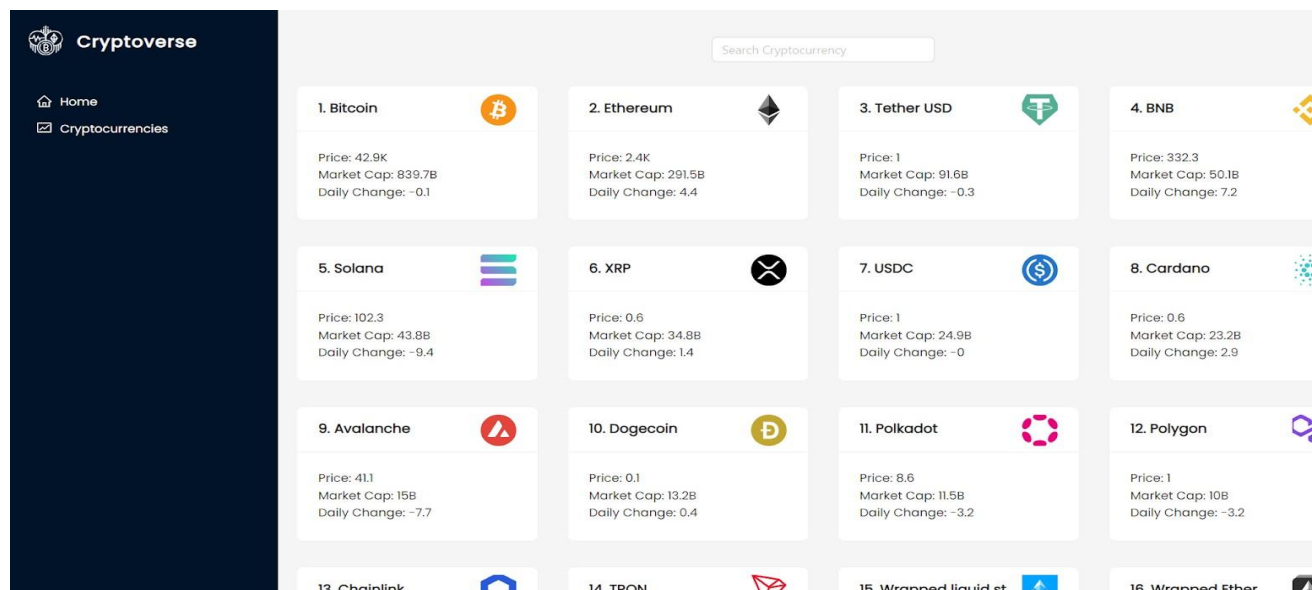 Cryptoverse
Home
Cryptocurrencies
Search Cryptocurrency
1. Bitcoin
Price: 42.9K
Market Cap: 839.7B
Daily Change: -0.1
2. Ethereum
Price: 2.4K
Market Cap: 291.5B
Daily Change: 4.4
3. Tether USD
Price: 1
Market Cap: 91.6B
Daily Change: -0.3
4. BNB
Price: 332.3
Market Cap: 50.1B
Daily Change: 7.2
5. Solana
Price: 102.3
Market Cap: 43.8B
Daily Change: -9.4
6. XRP
Price: 0.6
Market Cap: 34.8B
Daily Change: 1.4
7. USDC
Price: 1
Market Cap: 24.9B
Daily Change: -0
8. Cardano
Price: 0.6
Market Cap: 23.2B
Daily Change: 2.9
9. Avalanche
Price: 41.1
Market Cap: 15B
Daily Change: -7.7
10. Dogecoin
Price: 0.1
Market Cap: 13.2B
Daily Change: 0.4
11. Polkadot
Price: 8.6
Market Cap: 11.5B
Daily Change: -3.2
12. Polygon
Price: 1
Market Cap: 10B
Daily Change: -3.2
13. Chainlink
14. TRON
15. Wrapped liquid st
16. Wrapped Ether